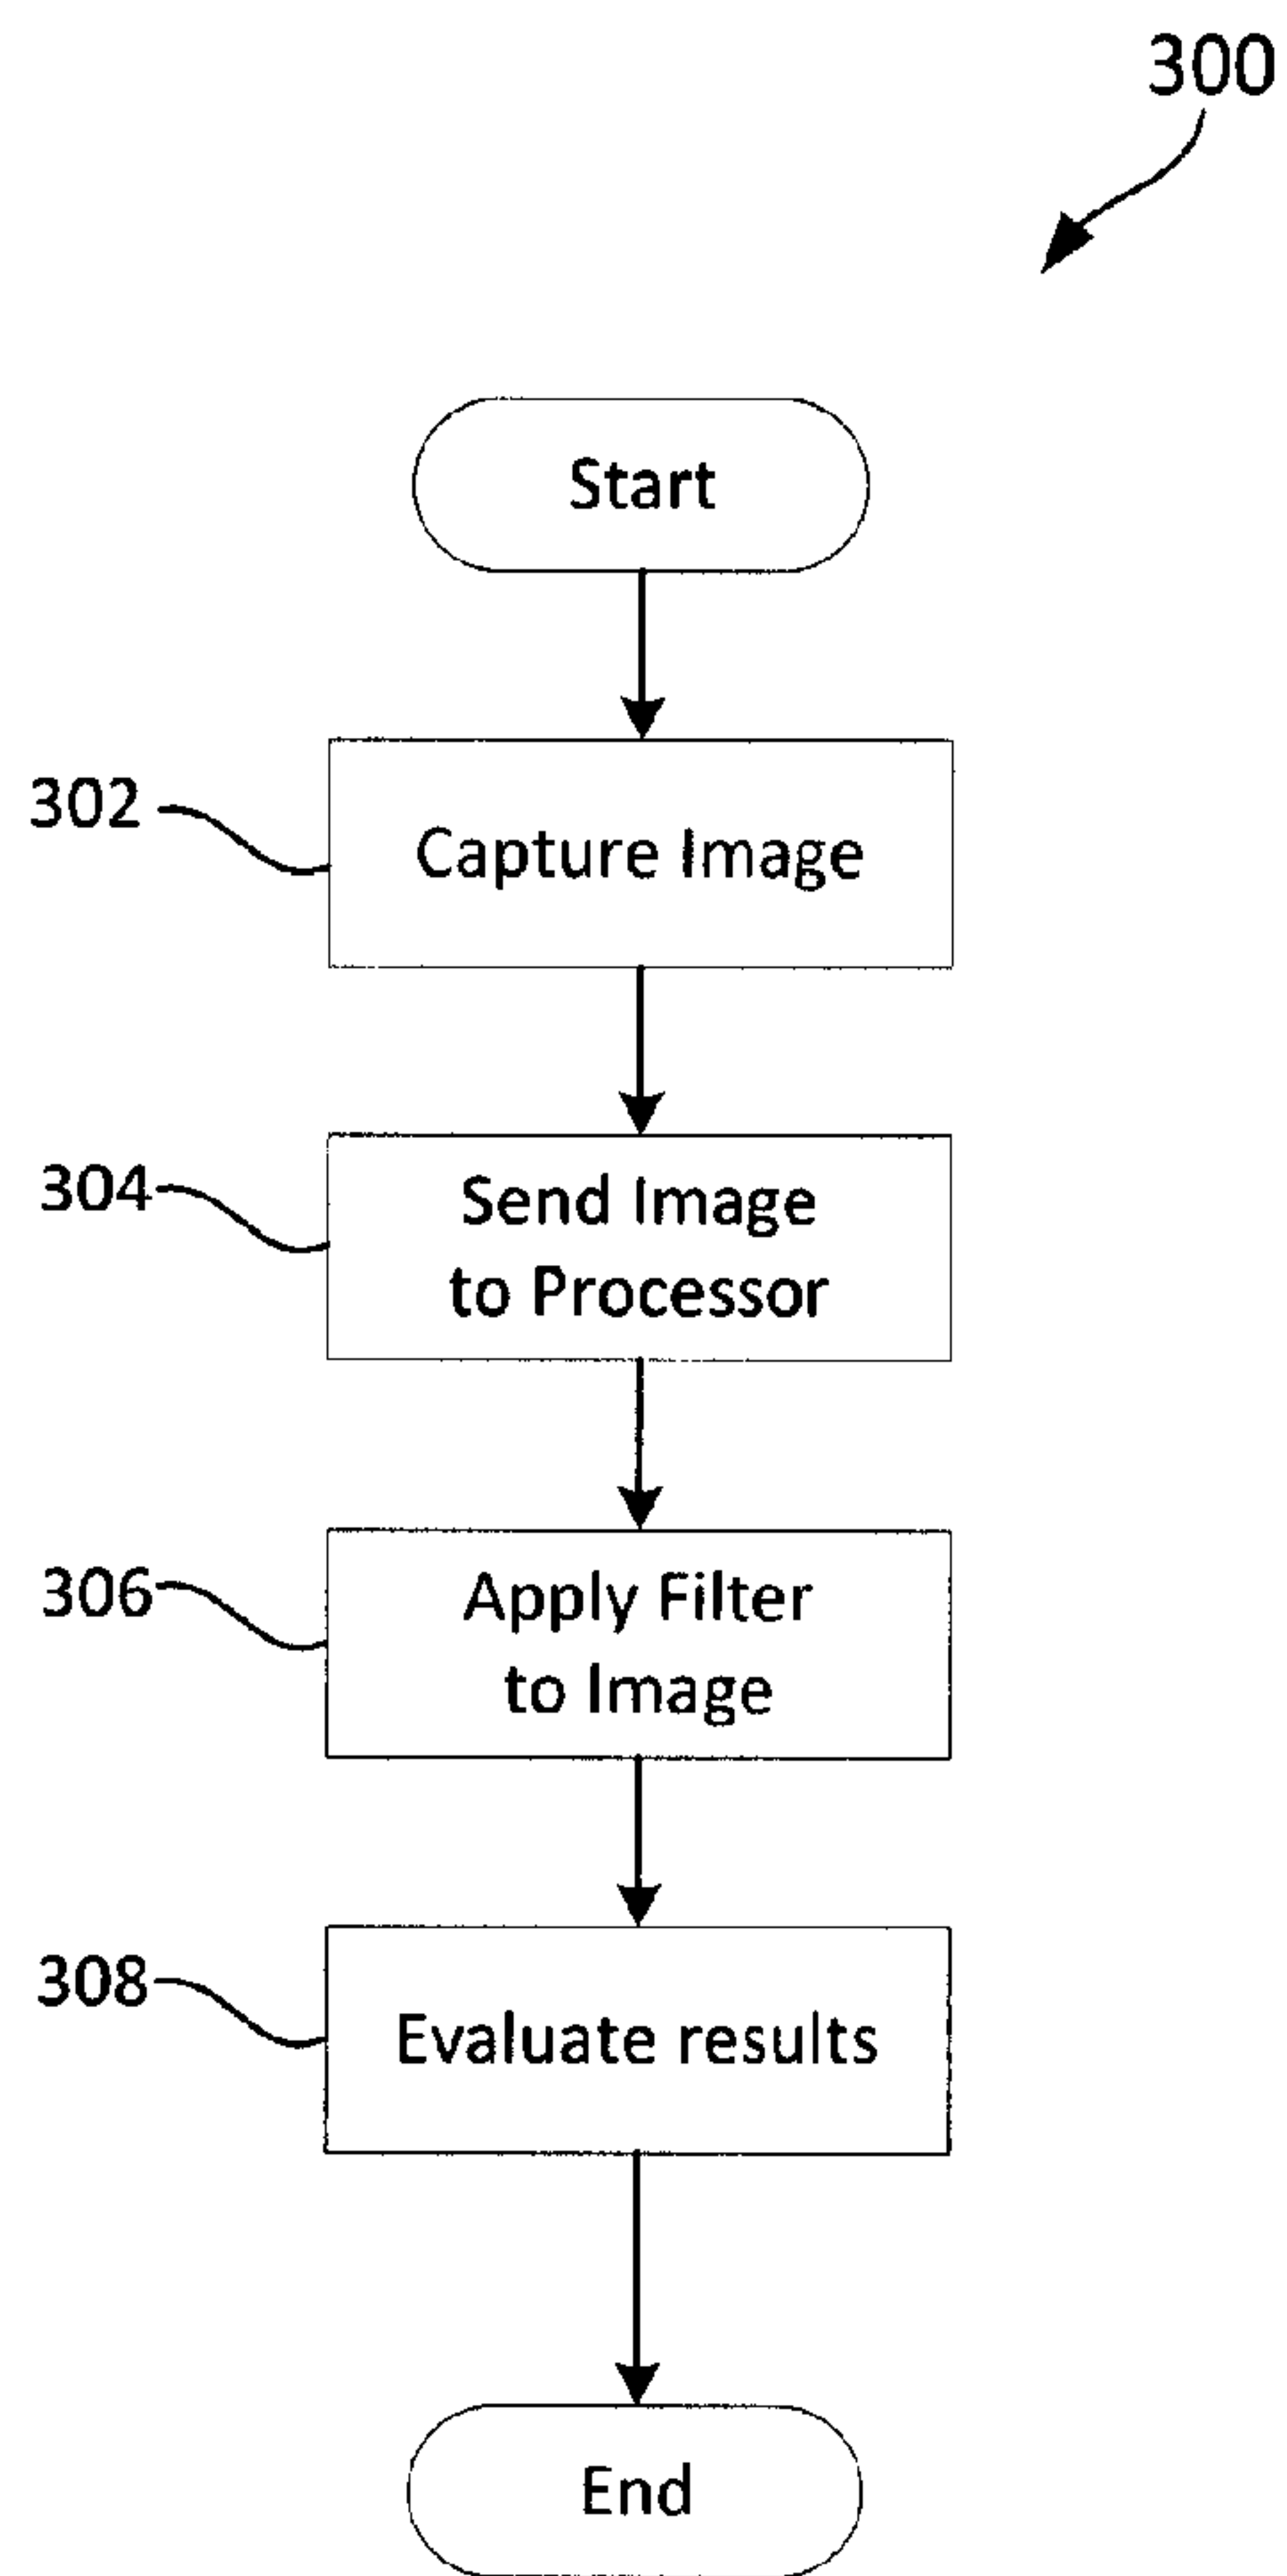 300
Start
302
Capture Image
304
Send Image
to Processor
306
Apply Filter
to Image
308
Evaluate results
End